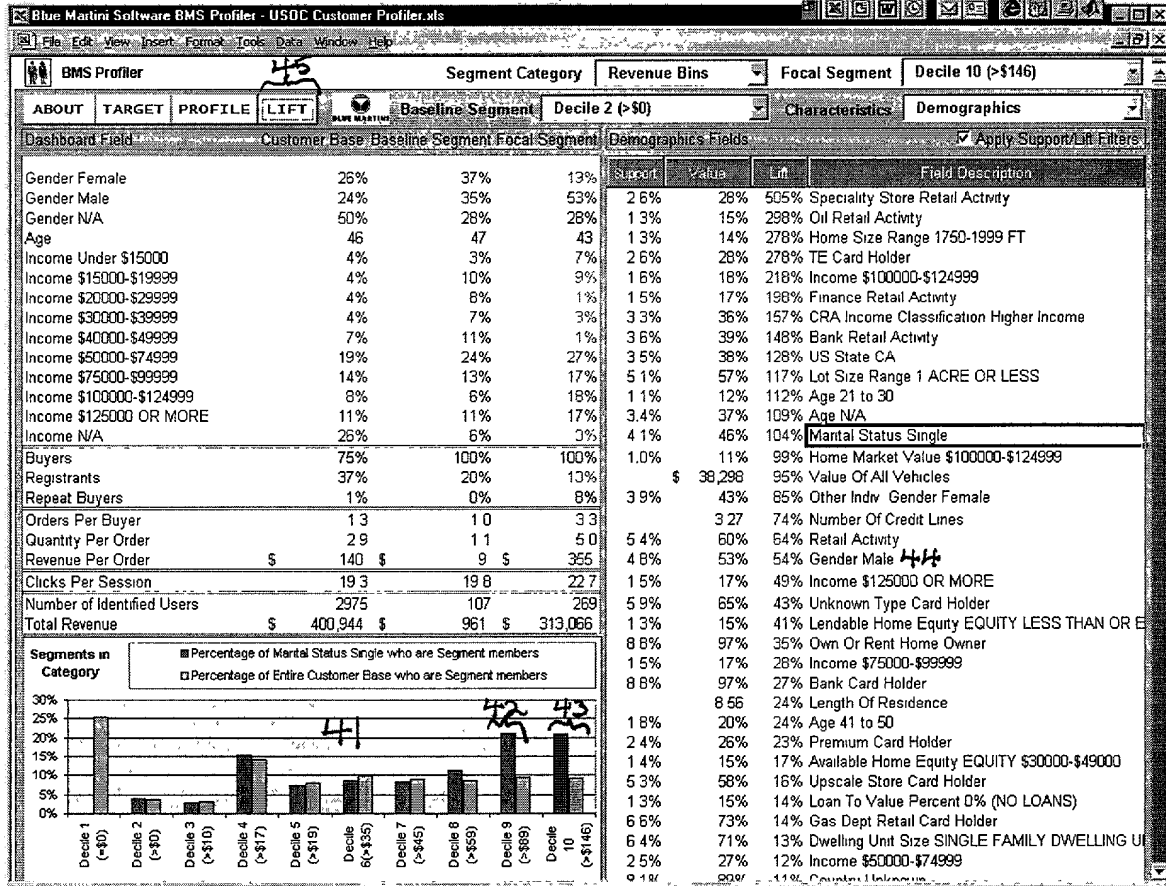 Blue Martini Software BMS Profiler - USOC Customer Profiler.xls
File Edit View Insert Format Tools Data Window Help
45
BMS Profiler Segment Category Revenue Bins Focal Segment Decile 10 (>$146)
ABOUT TARGET PROFILE LIFT BLUE MARTINI Baseline Segment Decile 2 (>$0) Characteristics Demographics
Dashboard Field Customer Base Baseline Segment Focal Segment
Gender Female 26% 37% 13%
Gender Male 24% 35% 53%
Gender N/A 50% 28% 28%
Age 46 47 43
Income Under $15000 4% 3% 7%
Income $15000-$19999 4% 10% 9%
Income $20000-$29999 4% 8% 1%
Income $30000-$39999 4% 7% 3%
Income $40000-$49999 7% 11% 1%
Income $50000-$74999 19% 24% 27%
Income $75000-$99999 14% 13% 17%
Income $100000-$124999 8% 6% 18%
Income $125000 OR MORE 11% 11% 17%
Income N/A 26% 6%
Buyers 75% 100% 100%
Registrants 37% 20% 13%
Repeat Buyers 1% 0% 8%
Orders Per Buyer 1 3 1 0 3 3
Quantity Per Order 2 9 1 1 5 0
Revenue Per Order $ 140 $ 9 $ 355
Clicks Per Session 19 3 19 8 22 7
Number of Identified Users 2975 107 269
Total Revenue $ 400,944 $ 961 $ 313,066
Demographics Fields Apply Support/Lift Filters
Support Value Lift Field Description
2 6% 28% 505% Speciality Store Retail Activity
1 3% 15% 298% Oil Retail Activity
1 3% 14% 278% Home Size Range 1750-1999 FT
2 6% 28% 278% TE Card Holder
1 6% 18% 218% Income $100000-$124999
1 5% 17% 198% Finance Retail Activity
3 3% 36% 157% CRA Income Classification Higher Income
3 6% 39% 148% Bank Retail Activity
3 5% 38% 128% US State CA
5 1% 57% 117% Lot Size Range 1 ACRE OR LESS
1 1% 12% 112% Age 21 to 30
3.4% 37% 109% Age N/A
4 1% 46% 104% Marital Status Single
1.0% 11% 99% Home Market Value $100000-$124999
$ 38,298 95% Value Of All Vehicles
3 9% 43% 85% Other Indiv Gender Female
3 27 74% Number Of Credit Lines
5 4% 60% 64% Retail Activity
4 8% 53% 54% Gender Male 44
1 5% 17% 49% Income $125000 OR MORE
5 9% 65% 43% Unknown Type Card Holder
1 3% 15% 41% Lendable Home Equity EQUITY LESS THAN OR E
8 8% 97% 35% Own Or Rent Home Owner
1 5% 17% 28% Income $75000-$99999
8 8% 97% 27% Bank Card Holder
8 56 24% Length Of Residence
1 8% 20% 24% Age 41 to 50
2 4% 26% 23% Premium Card Holder
1 4% 15% 17% Available Home Equity EQUITY $30000-$49000
5 3% 58% 16% Upscale Store Card Holder
1 3% 15% 14% Loan To Value Percent 0% (NO LOANS)
6 6% 73% 14% Gas Dept Retail Card Holder
6 4% 71% 13% Dwelling Unit Size SINGLE FAMILY DWELLING U
2 5% 27% 12% Income $50000-$74999
Country Unknown
Segments in Category
Percentage of Marital Status Single who are Segment members
Percentage of Entire Customer Base who are Segment members
30%
25%
20%
15%
10%
5%
0%
41 42 43
Decile 1 (=$0)
Decile 2 (>$0)
Decile 3 (>$10)
Decile 4 (>$17)
Decile 5 (>$19)
Decile 6(>$35)
Decile 7 (>$45)
Decile 8 (>$59)
Decile 9 (>$89)
Decile 10 (>$146)